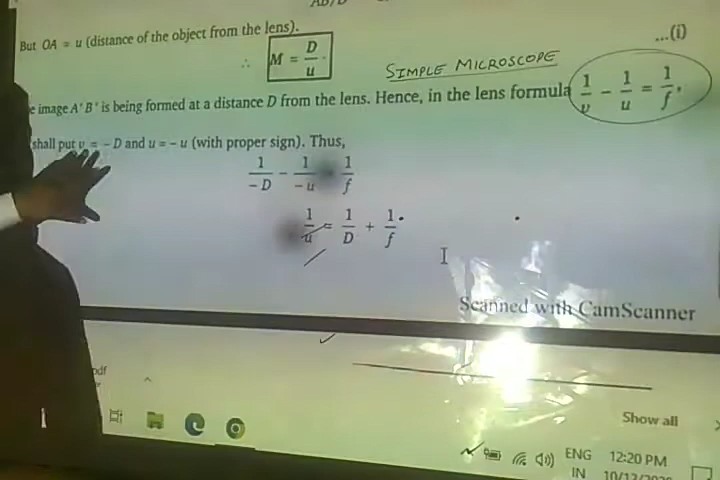 But OA = u (distance of the object from the lens).
...(i)
∴ M = D/u .
SIMPLE MICROSCOPE
e image A'B' is being formed at a distance D from the lens. Hence, in the lens formula 1/v - 1/u = 1/f,
shall put v = -D and u = -u (with proper sign). Thus,
1/-D - 1/-u = 1/f
1/u = 1/D + 1/f
Scanned with CamScanner
pdf
Show all
ENG 12:20 PM
IN